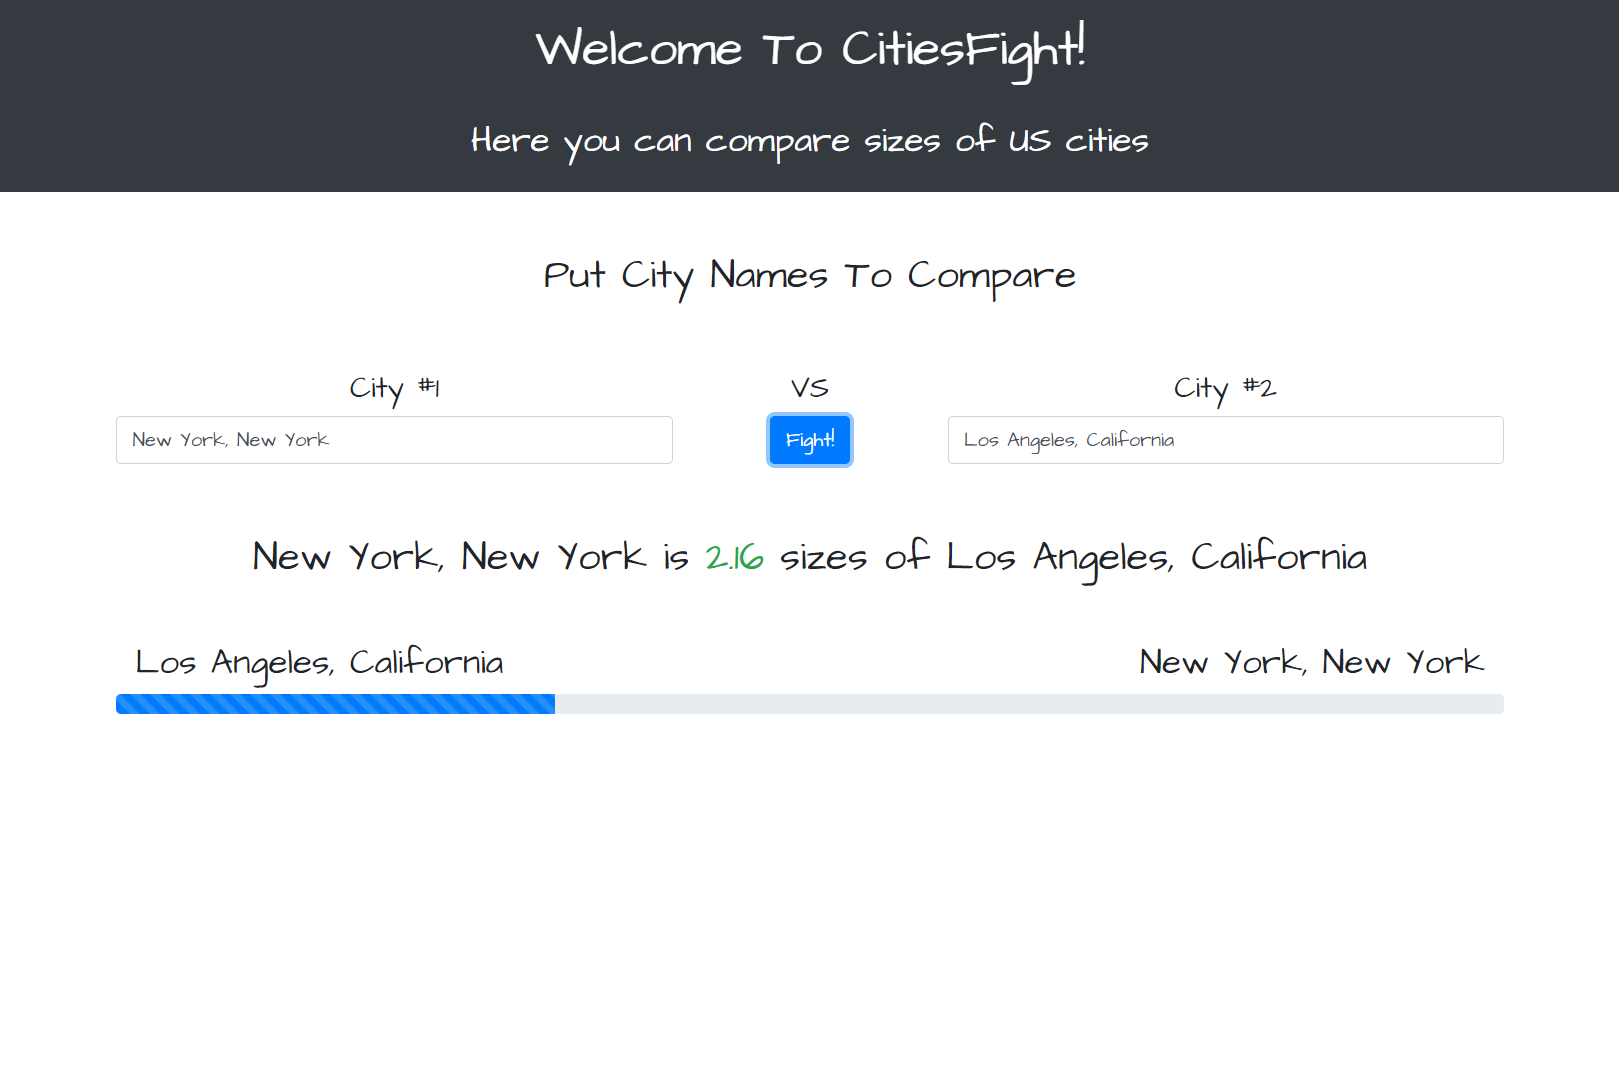 Welcome To CitiesFight!
Here you can compare sizes of US cities
Put City Names To Compare
City #1
VS
City #2
New York, New York
Fight!
Los Angeles, California
New York, New York is 2.16 sizes of Los Angeles, California
Los Angeles, California
New York, New York